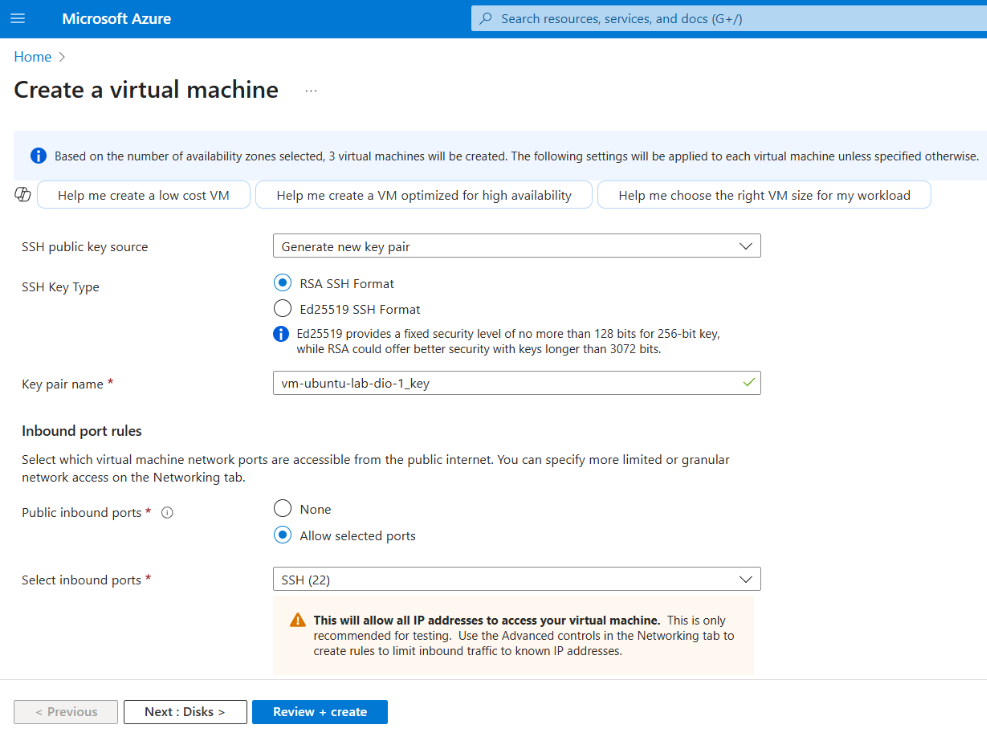 Microsoft Azure
Search resources, services, and docs (G+/)
Home >
Create a virtual machine ...
Based on the number of availability zones selected, 3 virtual machines will be created. The following settings will be applied to each virtual machine unless specified otherwise.
Help me create a low cost VM
Help me create a VM optimized for high availability
Help me choose the right VM size for my workload
SSH public key source
Generate new key pair
SSH Key Type
RSA SSH Format
Ed25519 SSH Format
Ed25519 provides a fixed security level of no more than 128 bits for 256-bit key,
while RSA could offer better security with keys longer than 3072 bits.
Key pair name *
vm-ubuntu-lab-dio-1_key
Inbound port rules
Select which virtual machine network ports are accessible from the public internet. You can specify more limited or granular
network access on the Networking tab.
Public inbound ports *
None
Allow selected ports
Select inbound ports *
SSH (22)
This will allow all IP addresses to access your virtual machine. This is only
recommended for testing. Use the Advanced controls in the Networking tab to
create rules to limit inbound traffic to known IP addresses.
< Previous
Next : Disks >
Review + create